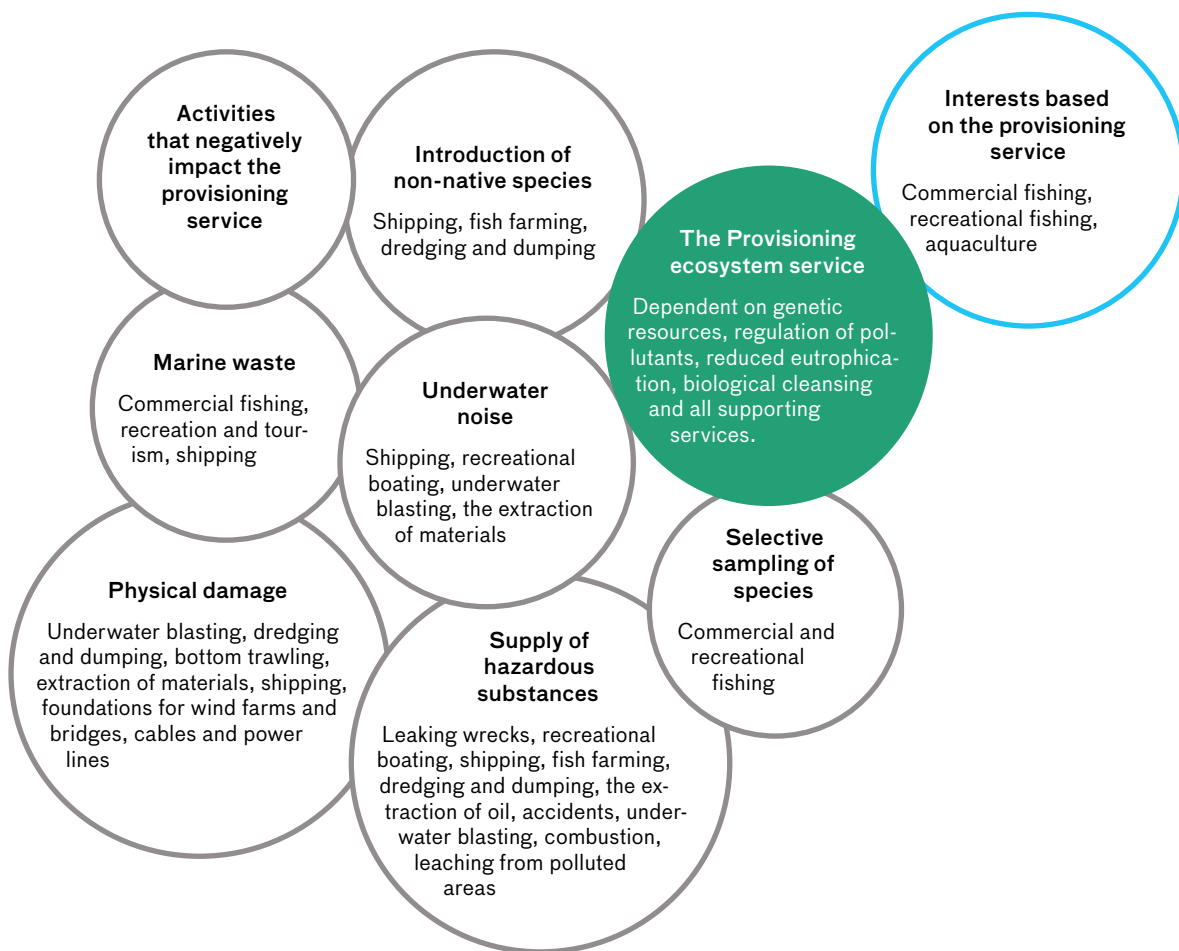 Activities
that negatively
impact the
provisioning
service
Introduction of
non-native species
Shipping, fish farming,
dredging and dumping
The Provisioning
ecosystem service
Dependent on genetic
resources, regulation of pol-
lutants, reduced eutrophica-
tion, biological cleansing
and all supporting
services.
Interests based
on the provisioning
service
Commercial fishing,
recreational fishing,
aquaculture
Marine waste
Commercial fishing,
recreation and tour-
ism, shipping
Underwater
noise
Shipping, recreational
boating, underwater
blasting, the extraction
of materials
Selective
sampling of
species
Commercial and
recreational
fishing
Physical damage
Underwater blasting, dredging
and dumping, bottom trawling,
extraction of materials, shipping,
foundations for wind farms and
bridges, cables and power
lines
Supply of
hazardous
substances
Leaking wrecks, recreational
boating, shipping, fish farming,
dredging and dumping, the ex-
traction of oil, accidents, under-
water blasting, combustion,
leaching from polluted
areas